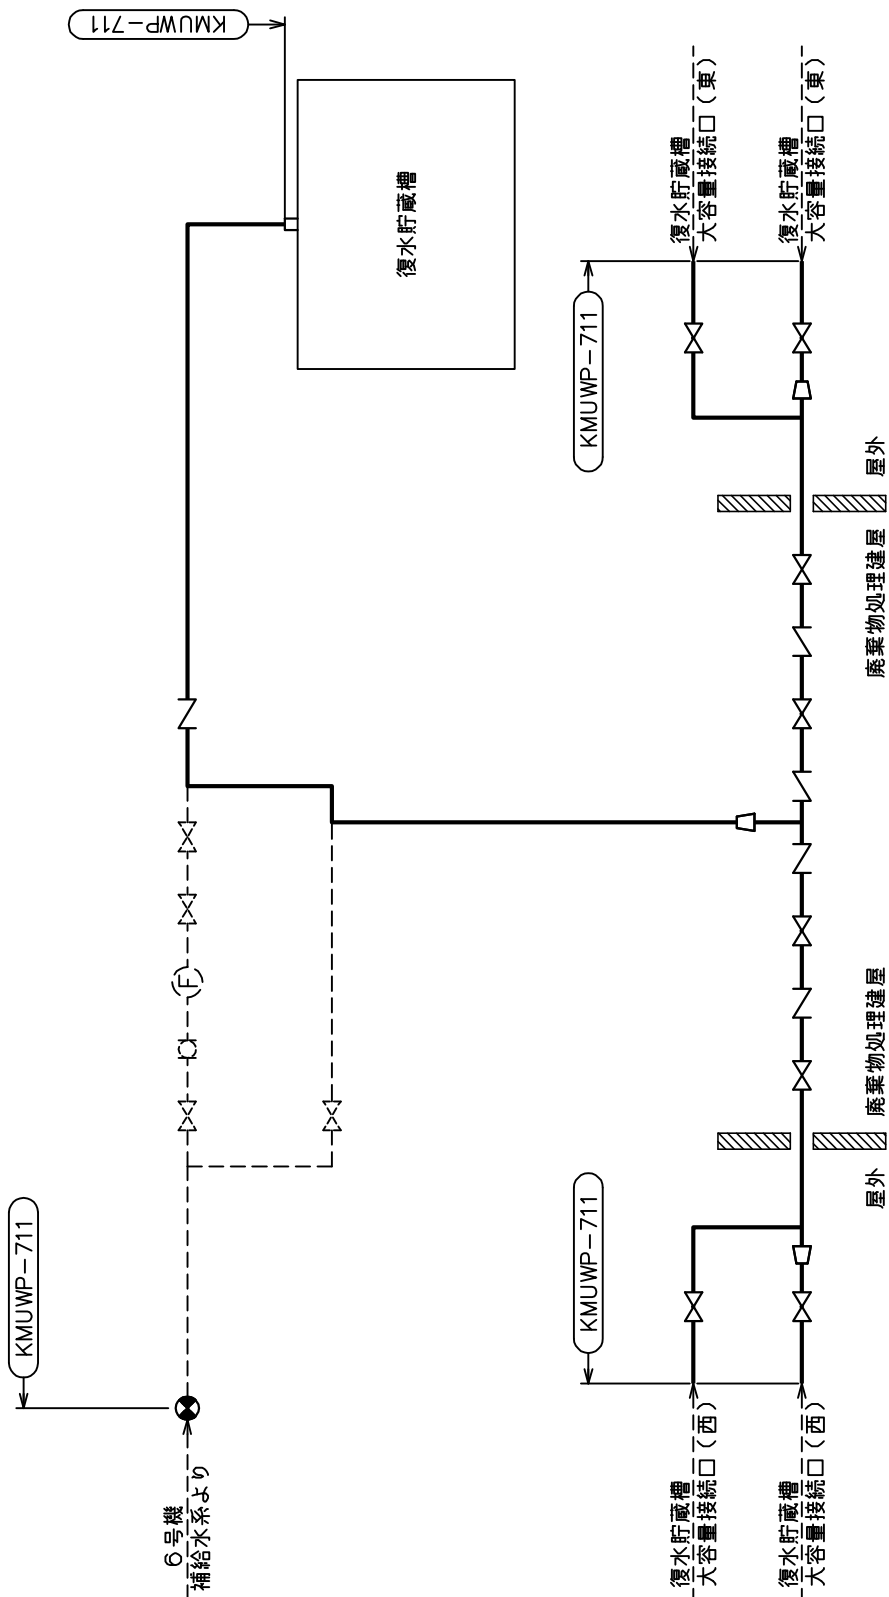 KMUWP-711
復水貯蔵槽
復水貯蔵槽
大容量接続口(東)
復水貯蔵槽
大容量接続口(東)
KMUWP-711
屋外
廃棄物処理建屋
F
廃棄物処理建屋
屋外
KMUWP-711
KMUWP-711
6号機
補給水系より
復水貯蔵槽
大容量接続口(西)
復水貯蔵槽
大容量接続口(西)